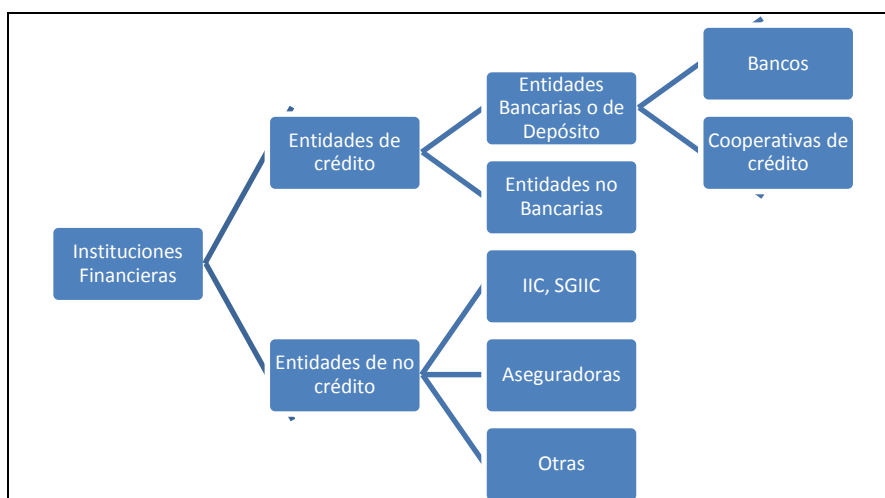 Instituciones
Financieras
Entidades de
crédito
Entidades
Bancarias o de
Depósito
Bancos
Cooperativas de
crédito
Entidades no
Bancarias
Entidades de no
crédito
IIC, SGIIC
Aseguradoras
Otras